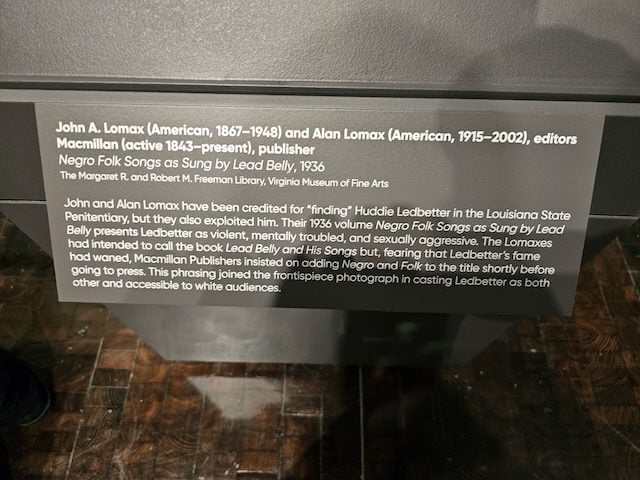 John A. Lomax (American, 1867–1948) and Alan Lomax (American, 1915–2002), editors
Macmillan (active 1843–present), publisher
Negro Folk Songs as Sung by Lead Belly, 1936
The Margaret R. and Robert M. Freeman Library, Virginia Museum of Fine Arts
John and Alan Lomax have been credited for "finding" Huddie Ledbetter in the Louisiana State
Penitentiary, but they also exploited him. Their 1936 volume Negro Folk Songs as Sung by Lead
Belly presents Ledbetter as violent, mentally troubled, and sexually aggressive. The Lomaxes
had intended to call the book Lead Belly and His Songs but, fearing that Ledbetter's fame
had waned, Macmillan Publishers insisted on adding Negro and Folk to the title shortly before
going to press. This phrasing joined the frontispiece photograph in casting Ledbetter as both
other and accessible to white audiences.